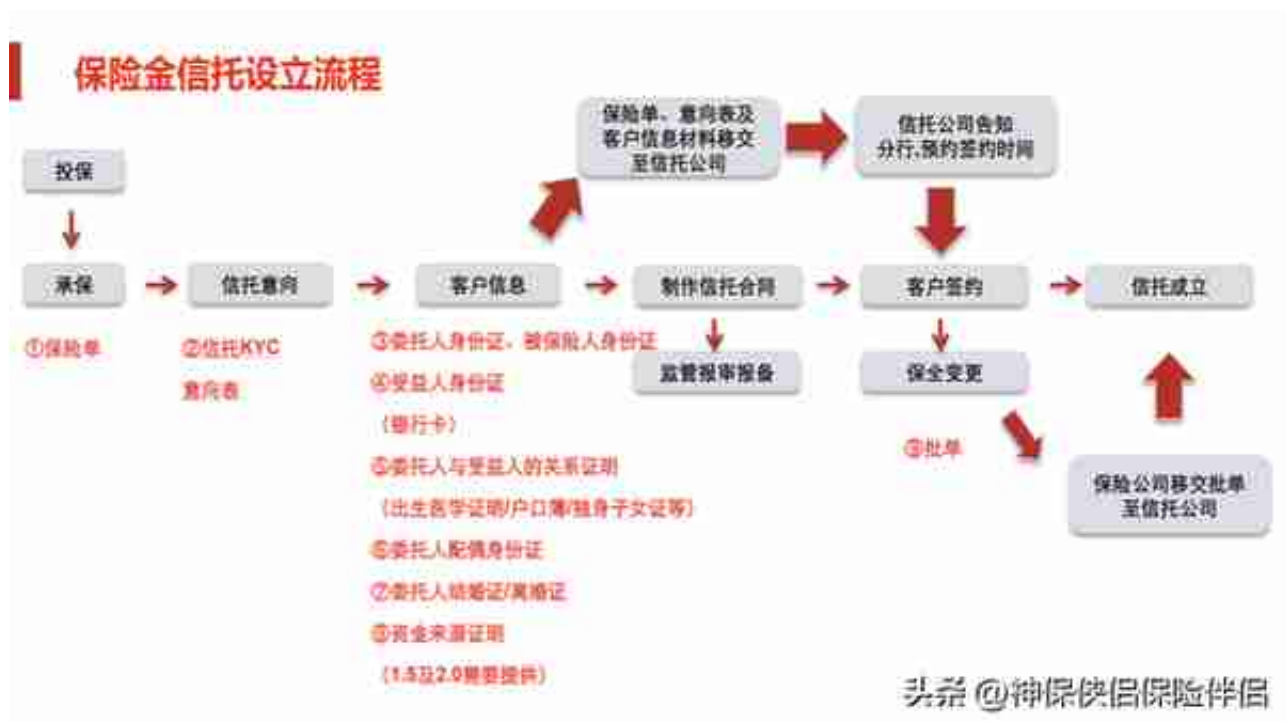 保险金信托设立流程
保险单、意向表及
客户信息材料移交
至信托公司
信托公司告知
分行,预约签约时间
投保
承保
信托意向
客户信息
制作信托合同
客户签约
信托成立
①保险单
②信托KYC
意向表
③委托人身份证、被保险人身份证
④受益人身份证
（银行卡）
⑤委托人与受益人的关系证明
（出生医学证明/户口簿/独身子女证等）
⑥委托人配偶身份证
⑦委托人结婚证/离婚证
⑧资金来源证明
（1.5及2.0需要提供）
监管报审报备
保全变更
⑨批单
保险公司移交批单
至信托公司
头条 @神保侠侣保险伴侣